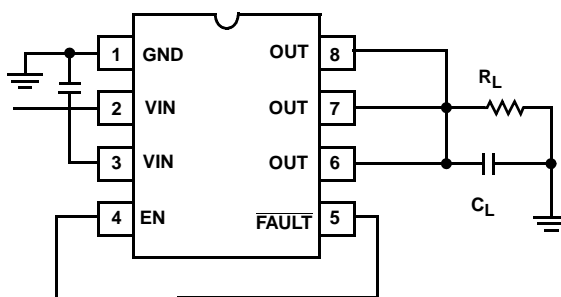 1 GND OUT 8
2 VIN OUT 7
3 VIN OUT 6
4 EN FAULT 5
RL
CL